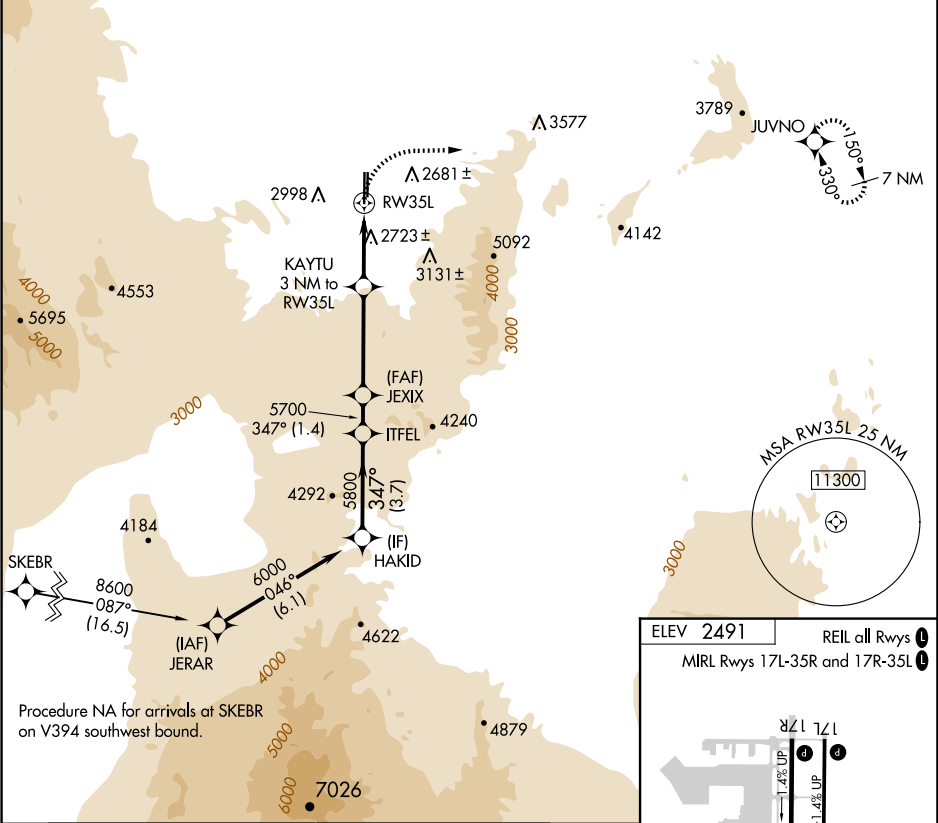 3789
JUVNO
3577
150°
330°
7 NM
2681±
2998
RW35L
4142
2723±
5092
KAYTU
3 NM to
RW35L
3131±
4000
4553
4000
5695
5000
3000
(FAF)
JEXIX
3000
5700
347° (1.4)
4240
ITFEL
MSA RW35L 25 NM
11300
5800
347°
(3.7)
4292
4184
(IF)
HAKID
3000
SKEBR
8600
087°
(16.5)
6000
046°
(6.1)
(IAF)
JERAR
4622
4000
ELEV 2491
REIL all Rwys L
MIRL Rwys 17L-35R and 17R-35L L
Procedure NA for arrivals at SKEBR
on V394 southwest bound.
4879
5000
6000
7026
17R
17L
P
P
1.4% UP
1.4% UP